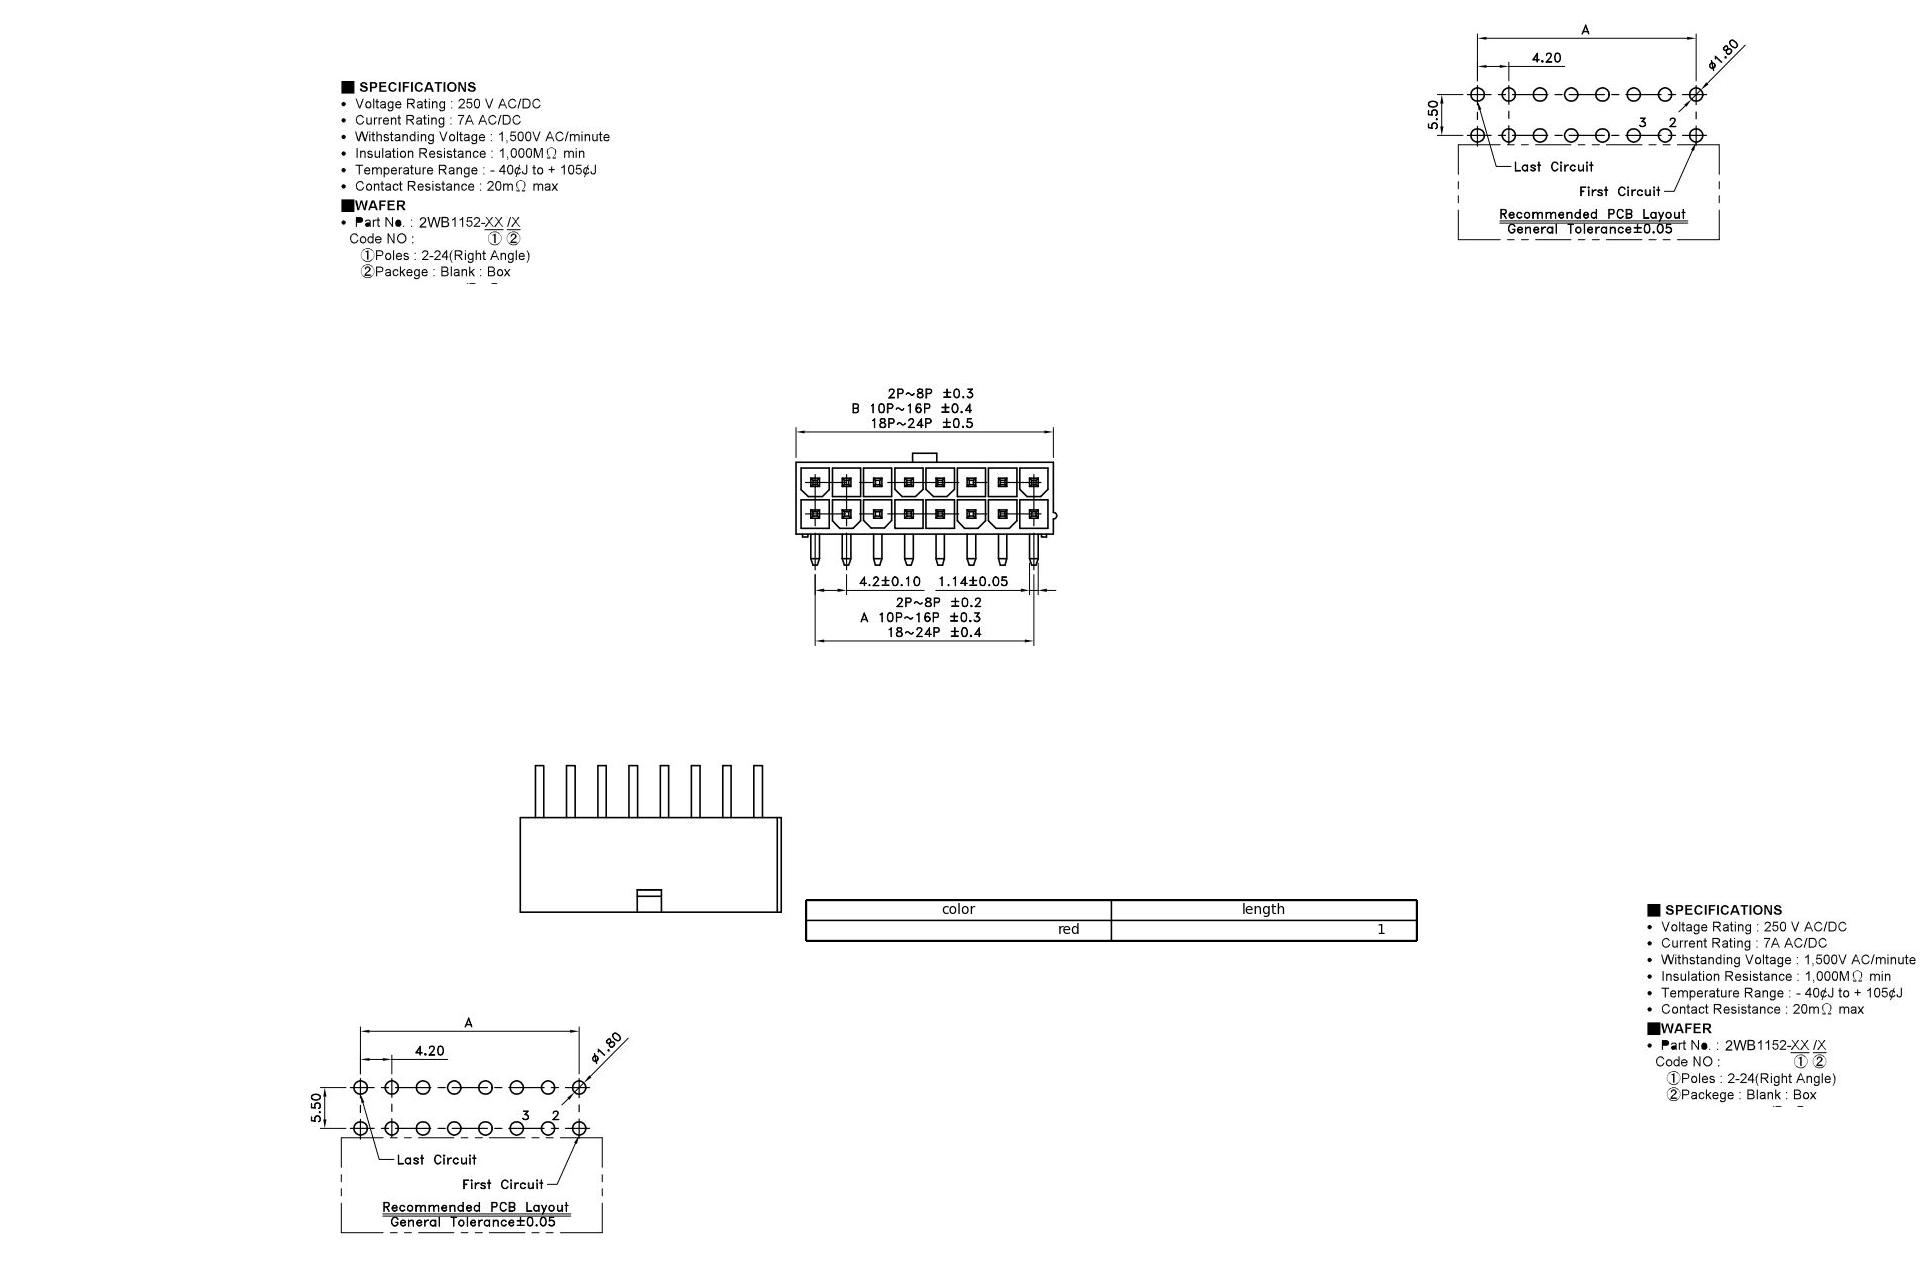 ■ SPECIFICATIONS
• Voltage Rating : 250 V AC/DC
• Current Rating : 7A AC/DC
• Withstanding Voltage : 1,500V AC/minute
• Insulation Resistance : 1,000MΩ min
• Temperature Range : - 40¢J to + 105¢J
• Contact Resistance : 20mΩ max
■WAFER
• Part No. : 2WB1152-XX /X
Code NO : ① ②
①Poles : 2-24(Right Angle)
②Packege : Blank : Box
A
4.20
ø1.80
5.50
3 2
Last Circuit
First Circuit
Recommended PCB Layout
General Tolerance±0.05
2P~8P ±0.3
B 10P~16P ±0.4
18P~24P ±0.5
4.2±0.10 1.14±0.05
2P~8P ±0.2
A 10P~16P ±0.3
18~24P ±0.4
color length
red 1
■ SPECIFICATIONS
• Voltage Rating : 250 V AC/DC
• Current Rating : 7A AC/DC
• Withstanding Voltage : 1,500V AC/minute
• Insulation Resistance : 1,000MΩ min
• Temperature Range : - 40¢J to + 105¢J
• Contact Resistance : 20mΩ max
■WAFER
• Part No. : 2WB1152-XX /X
Code NO : ① ②
①Poles : 2-24(Right Angle)
②Packege : Blank : Box
A
4.20
ø1.80
5.50
3 2
Last Circuit
First Circuit
Recommended PCB Layout
General Tolerance±0.05